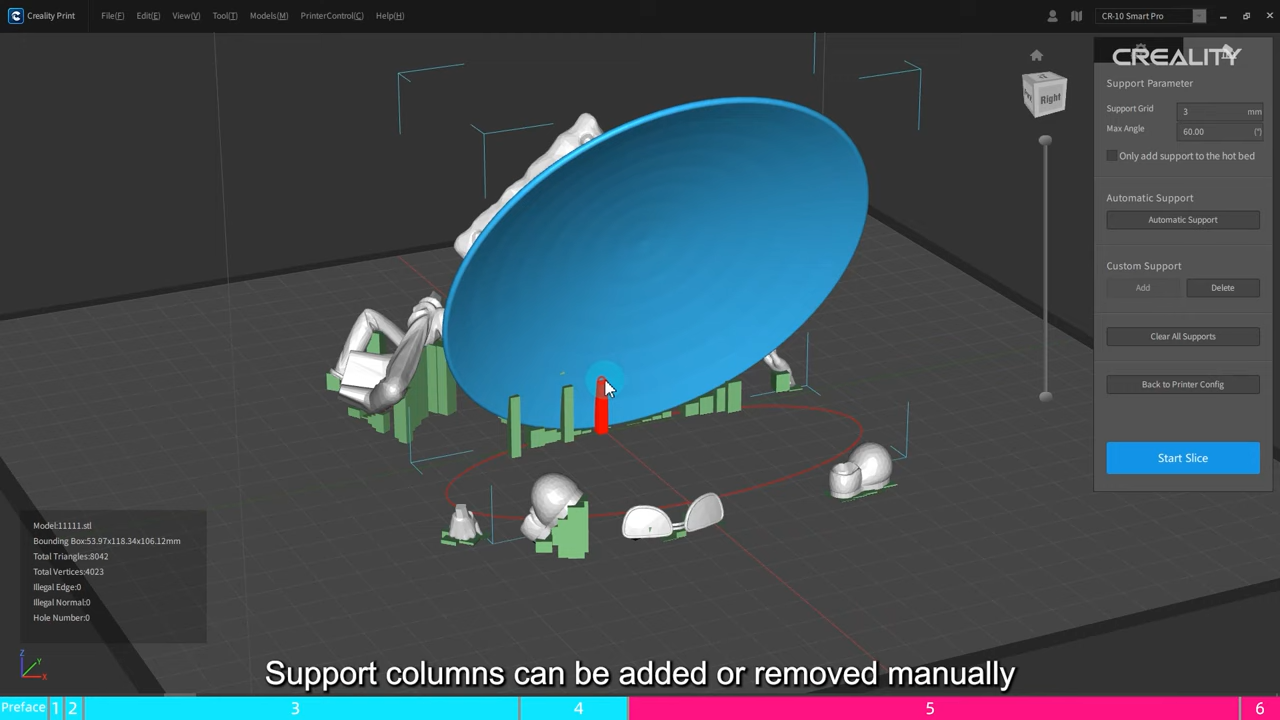 Creality Print File(F) Edit(E) View(V) Tool(T) Models(M) PrinterControl(C) Help(H) CR-10 Smart Pro
CREALITY
Right
Support Parameter
Support Grid 3 mm
Max Angle 60.00 (°)
Only add support to the hot bed
Automatic Support
Automatic Support
Custom Support
Add Delete
Clear All Supports
Back to Printer Config
Start Slice
Model:11111.stl
Bounding Box:53.97x118.34x106.12mm
Total Triangles:8042
Total Vertices:4023
Illegal Edge:0
Illegal Normal:0
Hole Number:0
Z
Y
X
Support columns can be added or removed manually
Preface 1 2 3 4 5 6